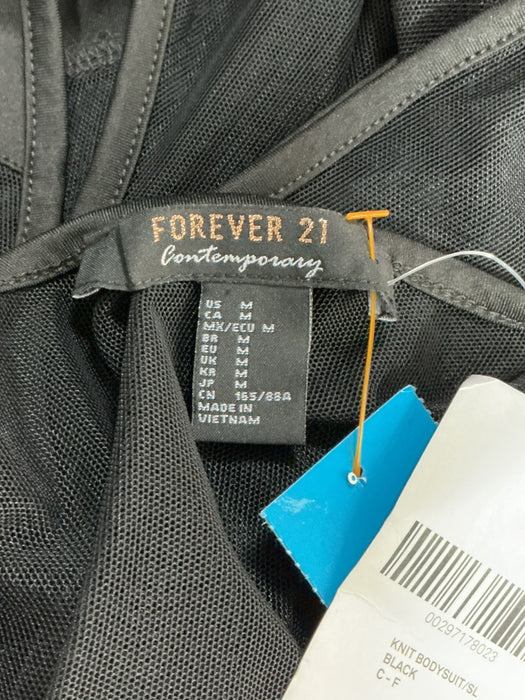 FOREVER 21
Contemporary
US M
CA M
MX/ECU M
BR M
EU M
UK M
KR M
JP M
CN 165/88A
MADE IN
VIETNAM
00297178023
KNIT BODYSUIT/SL
BLACK
C - F